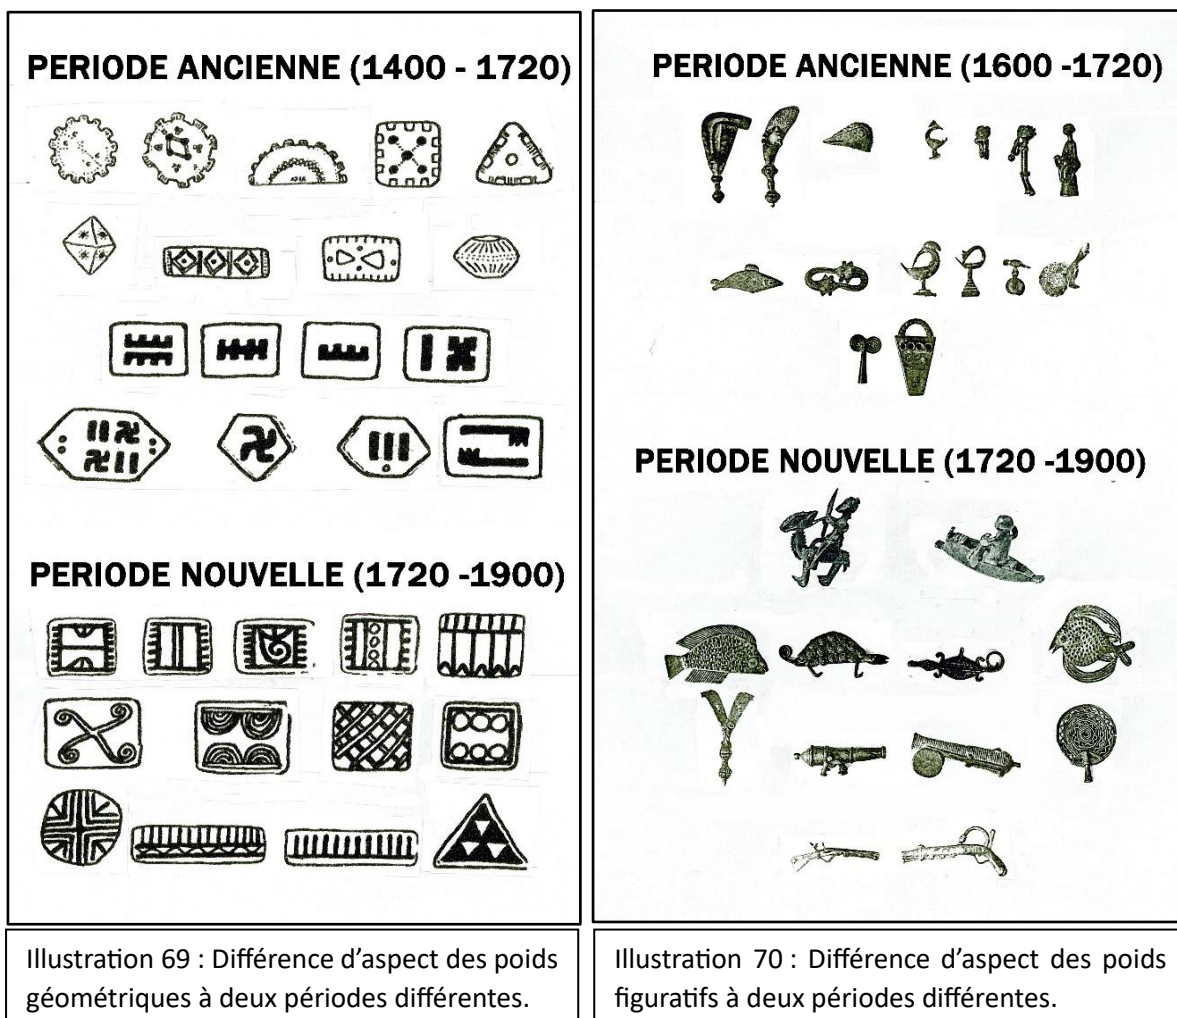 PERIODE ANCIENNE (1400 - 1720)
PERIODE NOUVELLE (1720 -1900)
Illustration 69 : Différence d’aspect des poids
géométriques à deux périodes différentes.
PERIODE ANCIENNE (1600 -1720)
PERIODE NOUVELLE (1720 -1900)
Illustration 70 : Différence d’aspect des poids
figuratifs à deux périodes différentes.